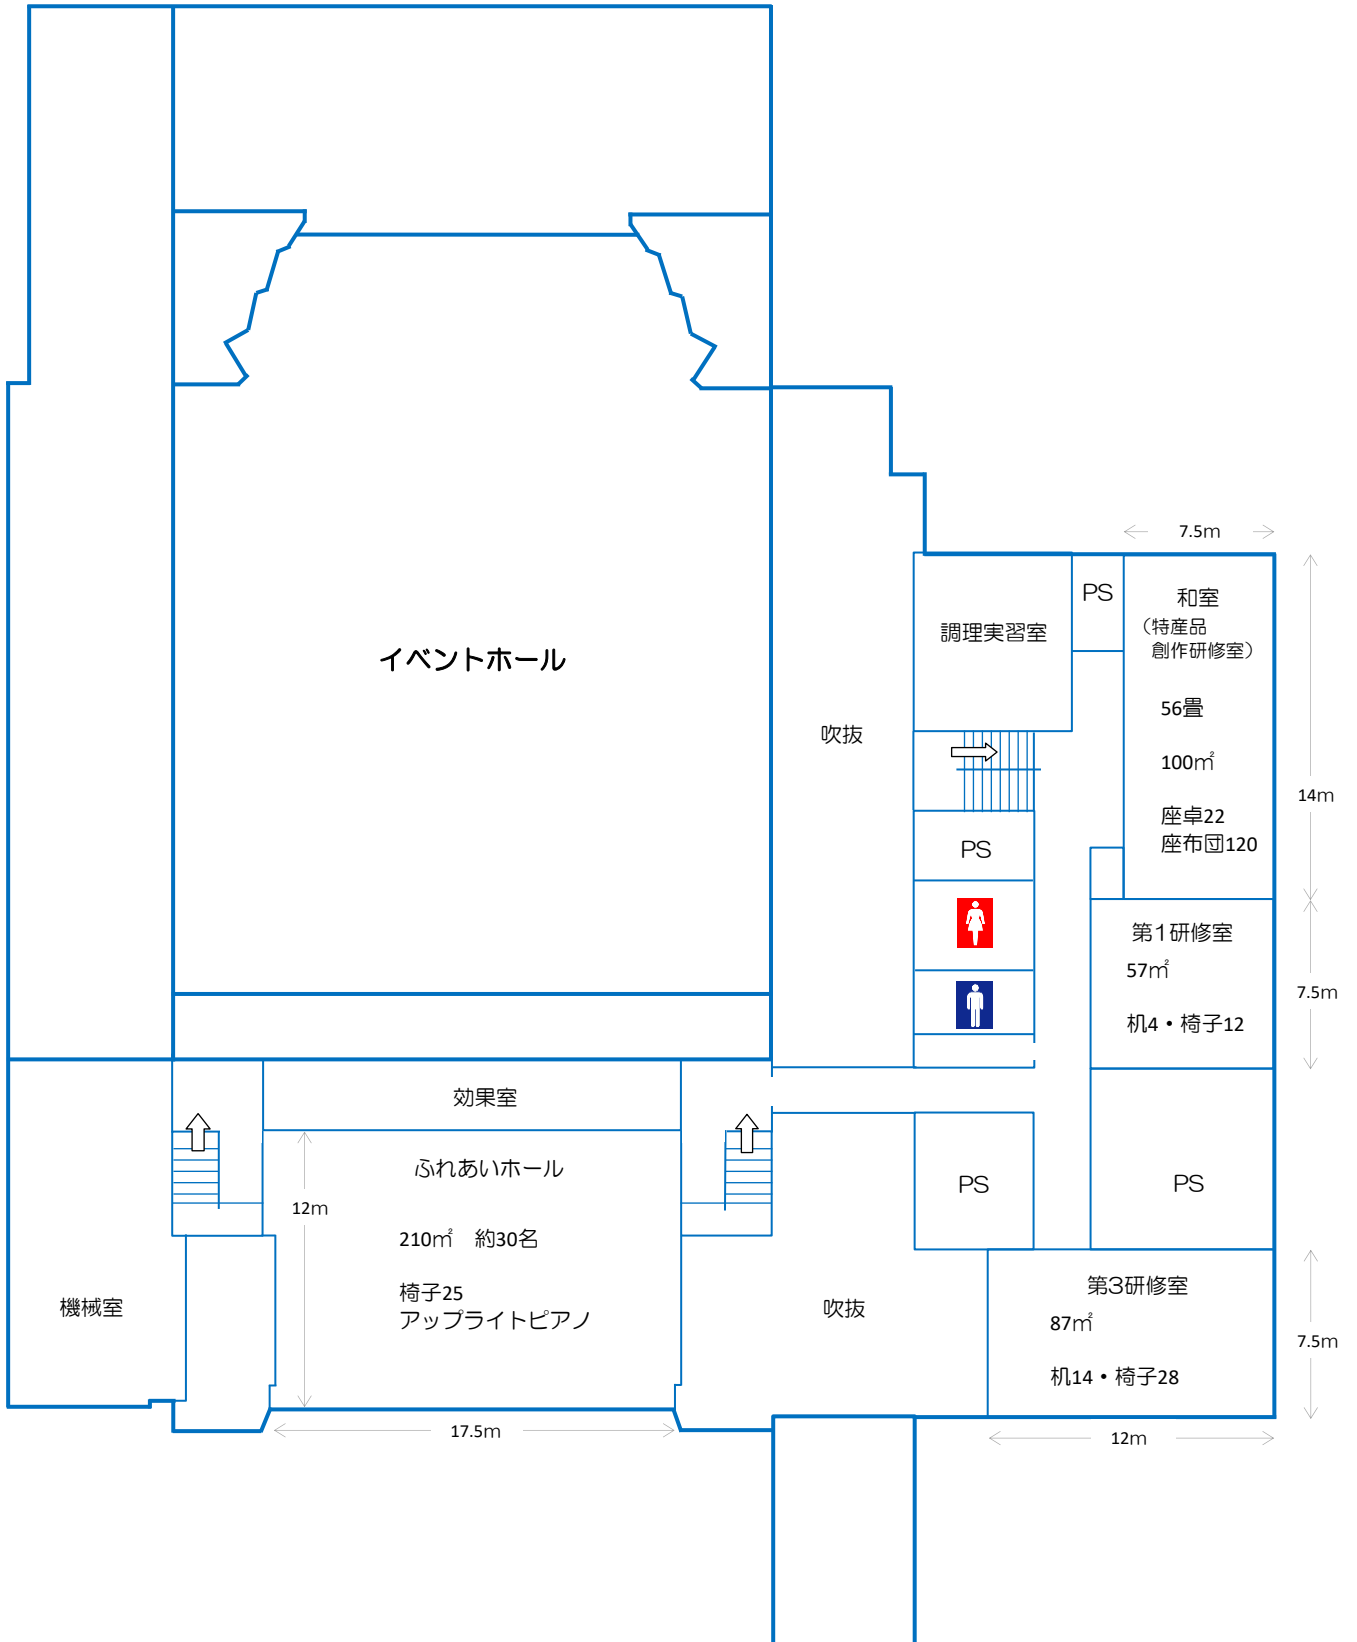 7.5m
PS
和室
（特産品
創作研修室）
調理実習室
イベントホール
56畳
吹抜
100㎡
14m
座卓22
座布団120
PS
第1研修室
57㎡
7.5m
机4・椅子12
効果室
ふれあいホール
PS
PS
12m
210㎡　約30名
椅子25
アップライトピアノ
機械室
吹抜
第3研修室
87㎡
7.5m
机14・椅子28
17.5m
12m